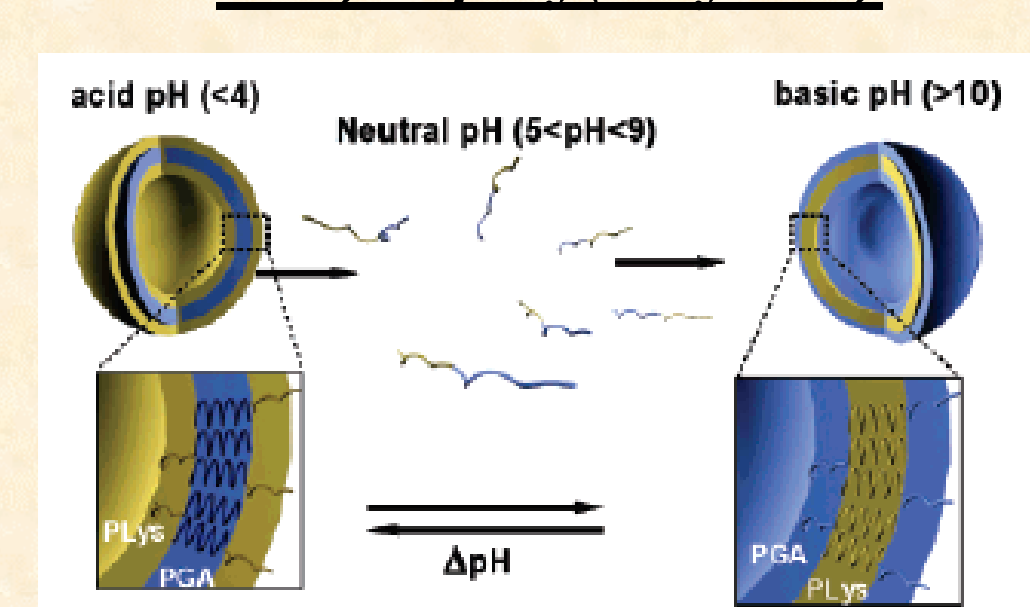 acid pH (<4)
basic pH (>10)
Neutral pH (5<pH<9)
PLys
PGA
ΔpH
PGA
PLys